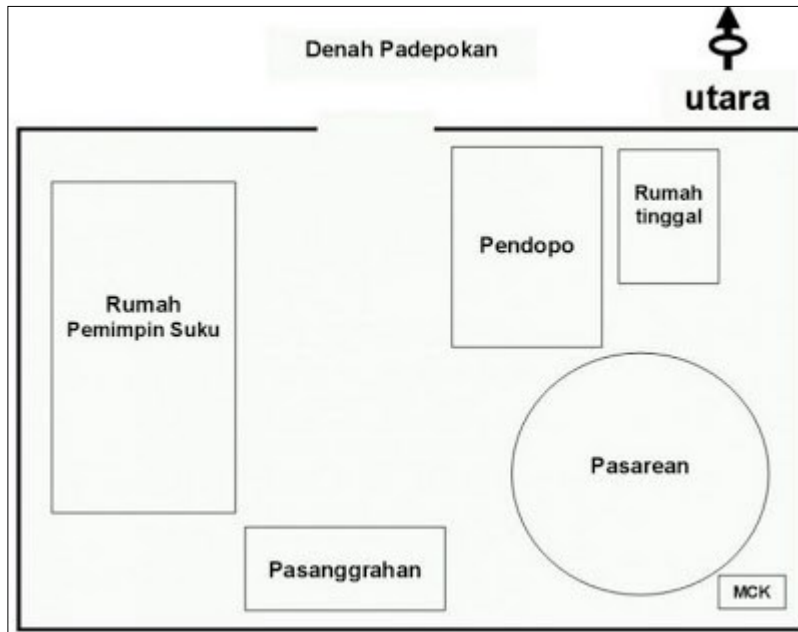 Denah Padepokan
utara
Rumah
tinggal
Pendopo
Rumah
Pemimpin Suku
Pasarean
Pasanggrahan
MCK